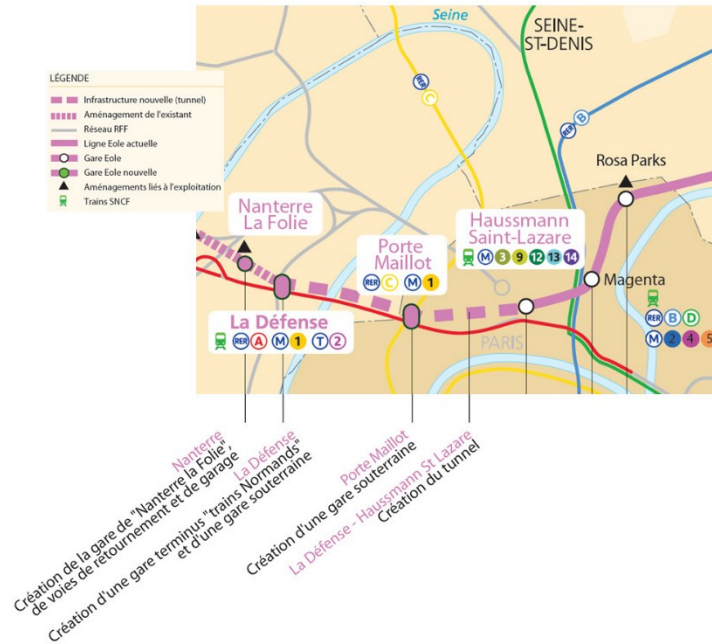 Seine
SEINE-
ST-DENIS
RER C
RER B
LÉGENDE
Infrastructure nouvelle (tunnel)
Aménagement de l'existant
Réseau RFF
Ligne Eole actuelle
Gare Eole
Gare Eole nouvelle
Aménagements liés à l'exploitation
Trains SNCF
Rosa Parks
Nanterre
La Folie
Haussmann
Saint-Lazare
M 3 9 12 13 14
Porte
Maillot
RER C M 1
Magenta
RER B D
M 2 4 5
La Défense
RER A M 1 T 2
PARIS
Nanterre
Création de la gare de "Nanterre la Folie",
de voies de retournement et de garage
La Défense
Création d'une gare terminus "trains Normands"
et d'une gare souterraine
Porte Maillot
Création d'une gare souterraine
La Défense - Haussmann St Lazare
Création du tunnel